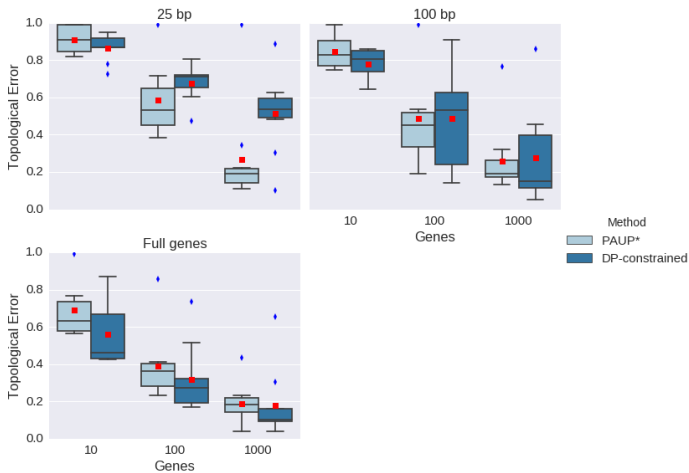 25 bp
100 bp
Topological Error
1.0
0.8
0.6
0.4
0.2
0.0
10
100
1000
Genes
Method
PAUP*
DP-constrained
Full genes
Topological Error
1.0
0.8
0.6
0.4
0.2
0.0
10
100
1000
Genes